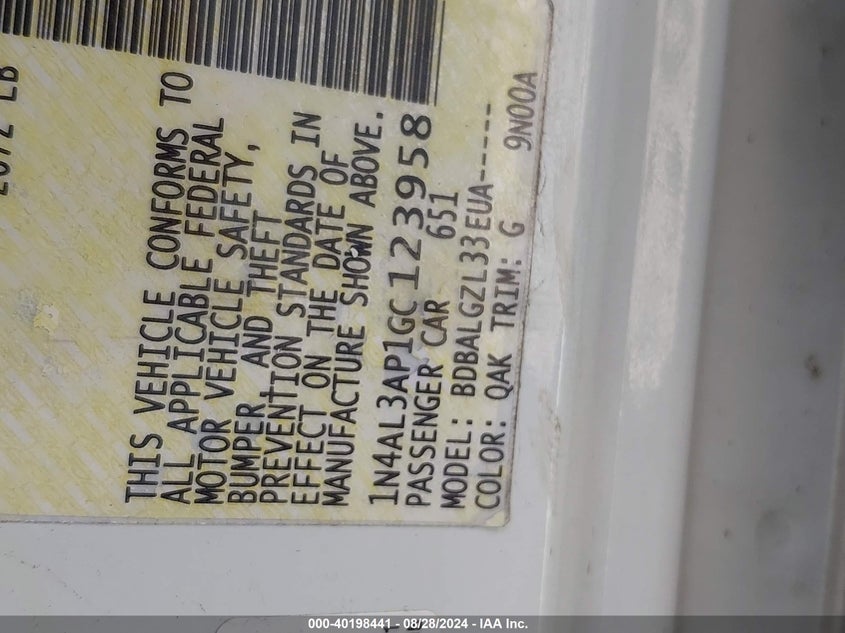 THIS VEHICLE CONFORMS TO
ALL APPLICABLE FEDERAL
MOTOR VEHICLE SAFETY,
BUMPER AND THEFT
PREVENTION STANDARDS IN
EFFECT ON THE DATE OF
MANUFACTURE SHOWN ABOVE.
1N4AL3AP1GC123958
PASSENGER CAR 651
MODEL: BDBALGZL33EUA-----
COLOR: QAK TRIM: G 9N00A
000-40198441 - 08/28/2024 - IAA Inc.